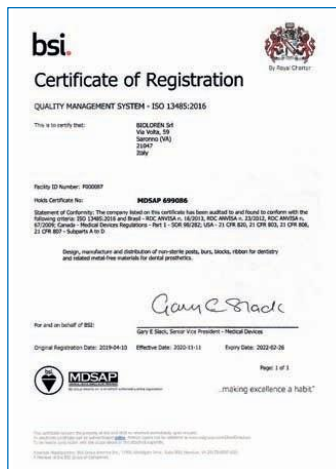 bsi.
By Royal Charter
Certificate of Registration
QUALITY MANAGEMENT SYSTEM - ISO 13485:2016
This is to certify that:
BIOLOREN Srl
Via Volta, 59
Saronno (VA)
21047
Italy
Facility ID Number: F000087
Holds Certificate No:
MDSAP 699086
Statement of Conformity: The company listed on this certificate has been audited to and found to conform with the
following criteria: ISO 13485:2016 and Brasil - RDC ANVISA n. 16/2013, RDC ANVISA n. 23/2012, RDC ANVISA n.
67/2009; Canada - Medical Devices Regulations - Part 1 - SOR 98/282; USA - 21 CFR 820, 21 CFR 803, 21 CFR 806,
21 CFR 807 - Subparts A to D
Design, manufacture and distribution of non-sterile posts, burs, blocks, ribbon for dentistry
and related metal-free materials for dental prosthetics.
Gary E Slack
For and on behalf of BSI:
Gary E Slack, Senior Vice President - Medical Devices
Original Registration Date: 2019-04-10
Effective Date: 2020-11-11
Expiry Date: 2022-02-26
Page: 1 of 1
MDSAP
...making excellence a habit.™